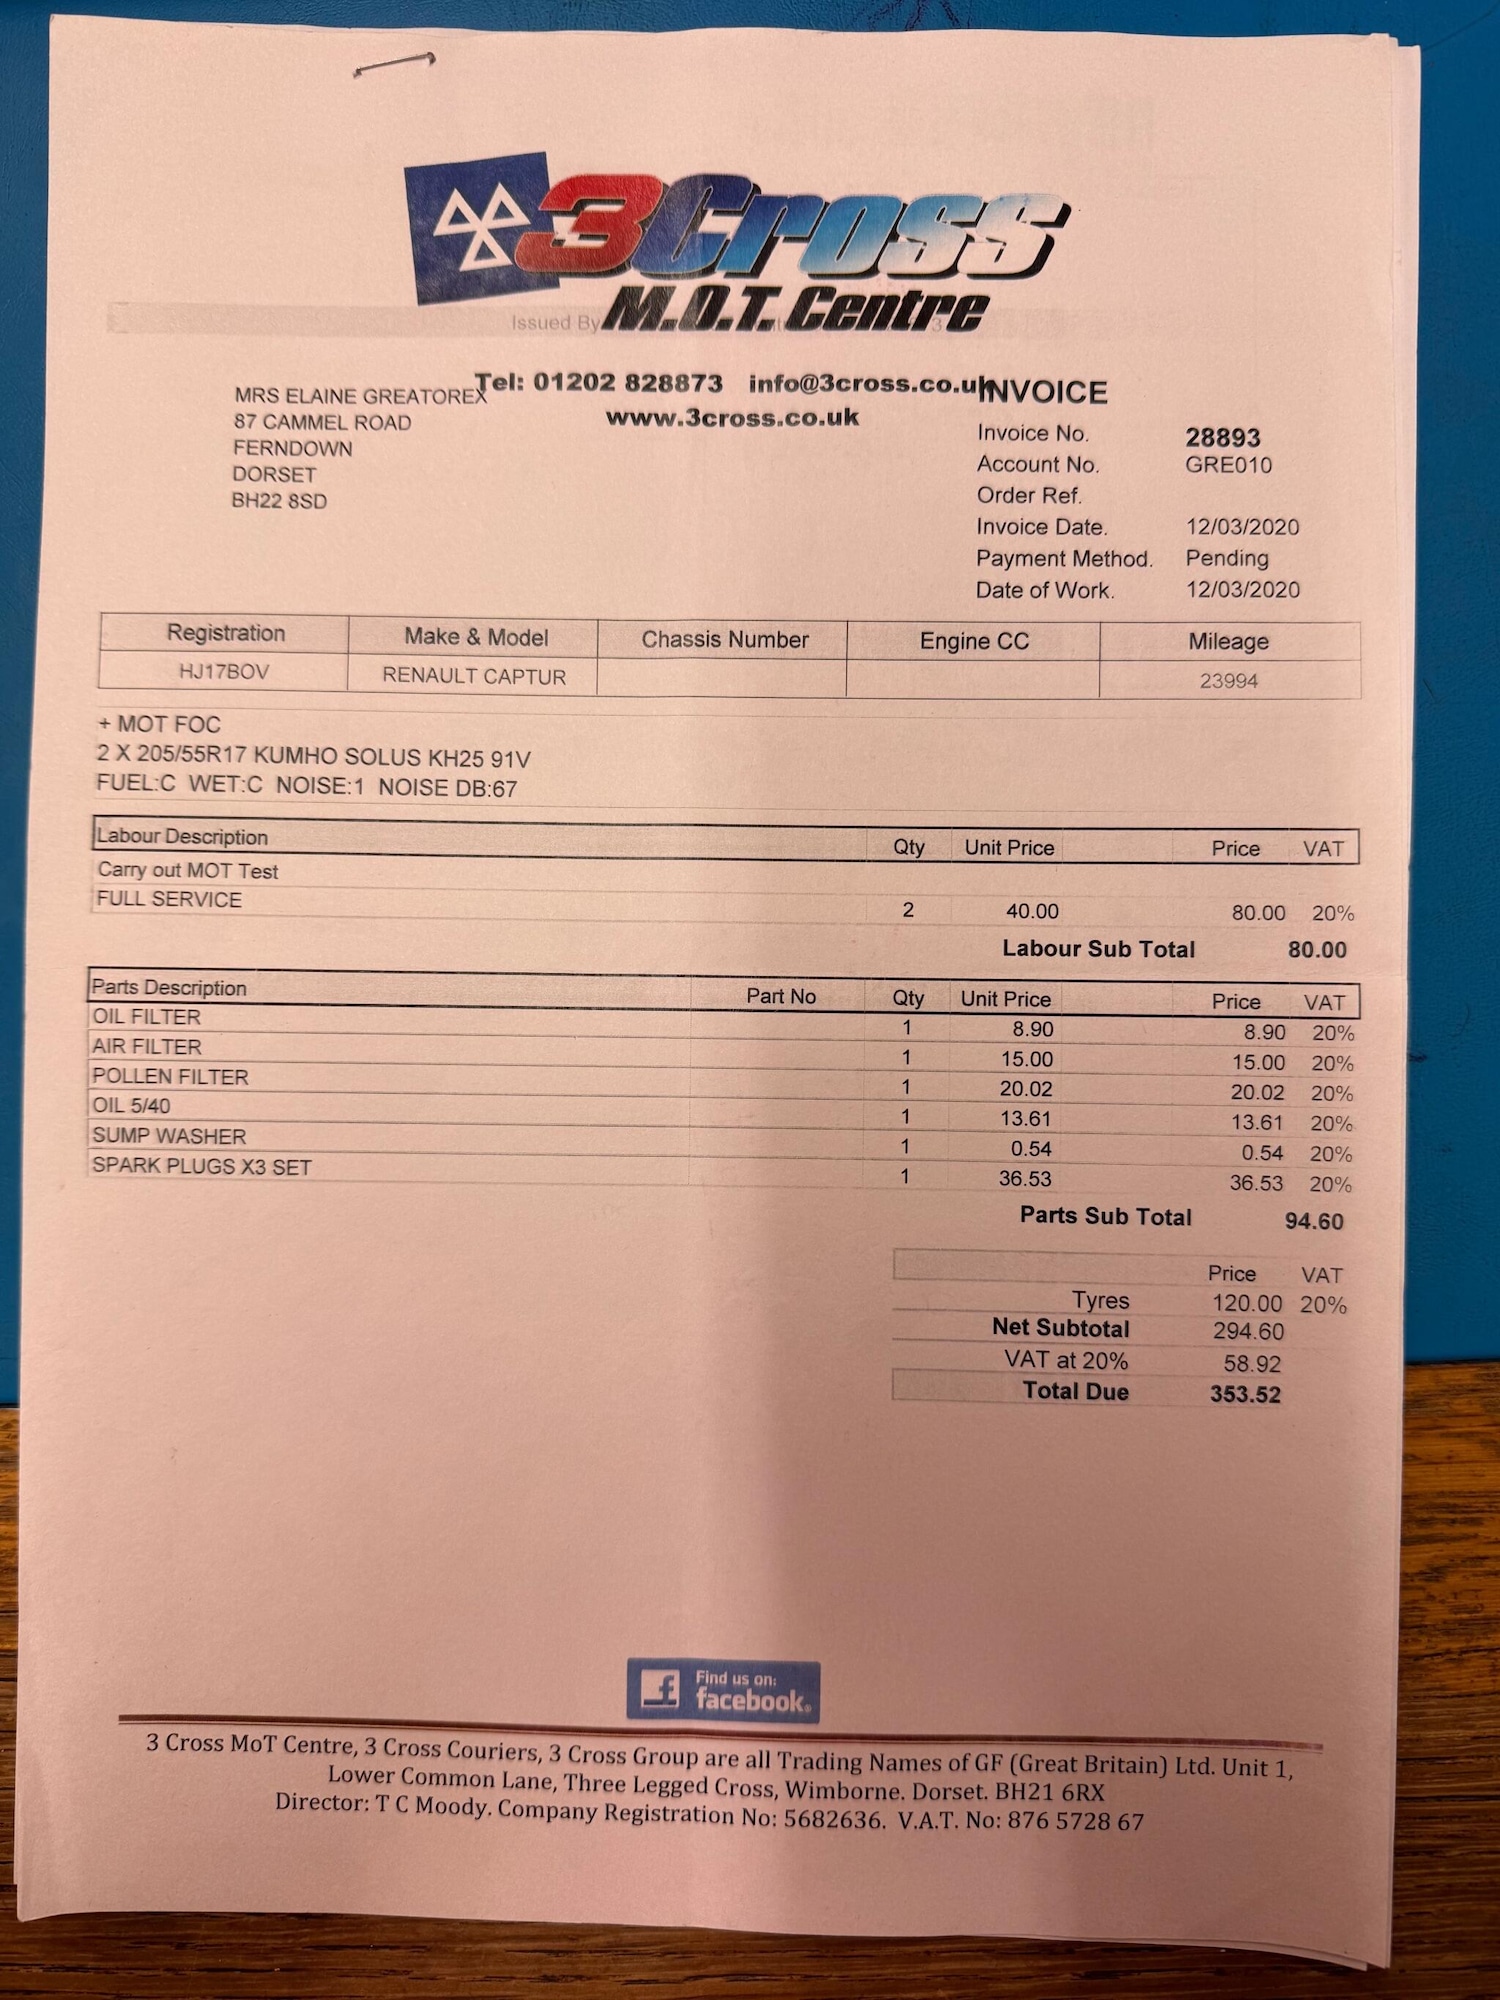 3Cross
M.O.T. Centre
Issued By
Tel: 01202 828873 info@3cross.co.uk
www.3cross.co.uk
MRS ELAINE GREATOREX
87 CAMMEL ROAD
FERNDOWN
DORSET
BH22 8SD
INVOICE
Invoice No. 28893
Account No. GRE010
Order Ref.
Invoice Date. 12/03/2020
Payment Method. Pending
Date of Work. 12/03/2020
Registration Make & Model Chassis Number Engine CC Mileage
HJ17BOV RENAULT CAPTUR 23994
+ MOT FOC
2 X 205/55R17 KUMHO SOLUS KH25 91V
FUEL:C WET:C NOISE:1 NOISE DB:67
Labour Description Qty Unit Price Price VAT
Carry out MOT Test
FULL SERVICE 2 40.00 80.00 20%
Labour Sub Total 80.00
Parts Description Part No Qty Unit Price Price VAT
OIL FILTER 1 8.90 8.90 20%
AIR FILTER 1 15.00 15.00 20%
POLLEN FILTER 1 20.02 20.02 20%
OIL 5/40 1 13.61 13.61 20%
SUMP WASHER 1 0.54 0.54 20%
SPARK PLUGS X3 SET 1 36.53 36.53 20%
Parts Sub Total 94.60
Price VAT
Tyres 120.00 20%
Net Subtotal 294.60
VAT at 20% 58.92
Total Due 353.52
Find us on:
facebook.
3 Cross MoT Centre, 3 Cross Couriers, 3 Cross Group are all Trading Names of GF (Great Britain) Ltd. Unit 1,
Lower Common Lane, Three Legged Cross, Wimborne. Dorset. BH21 6RX
Director: T C Moody. Company Registration No: 5682636. V.A.T. No: 876 5728 67